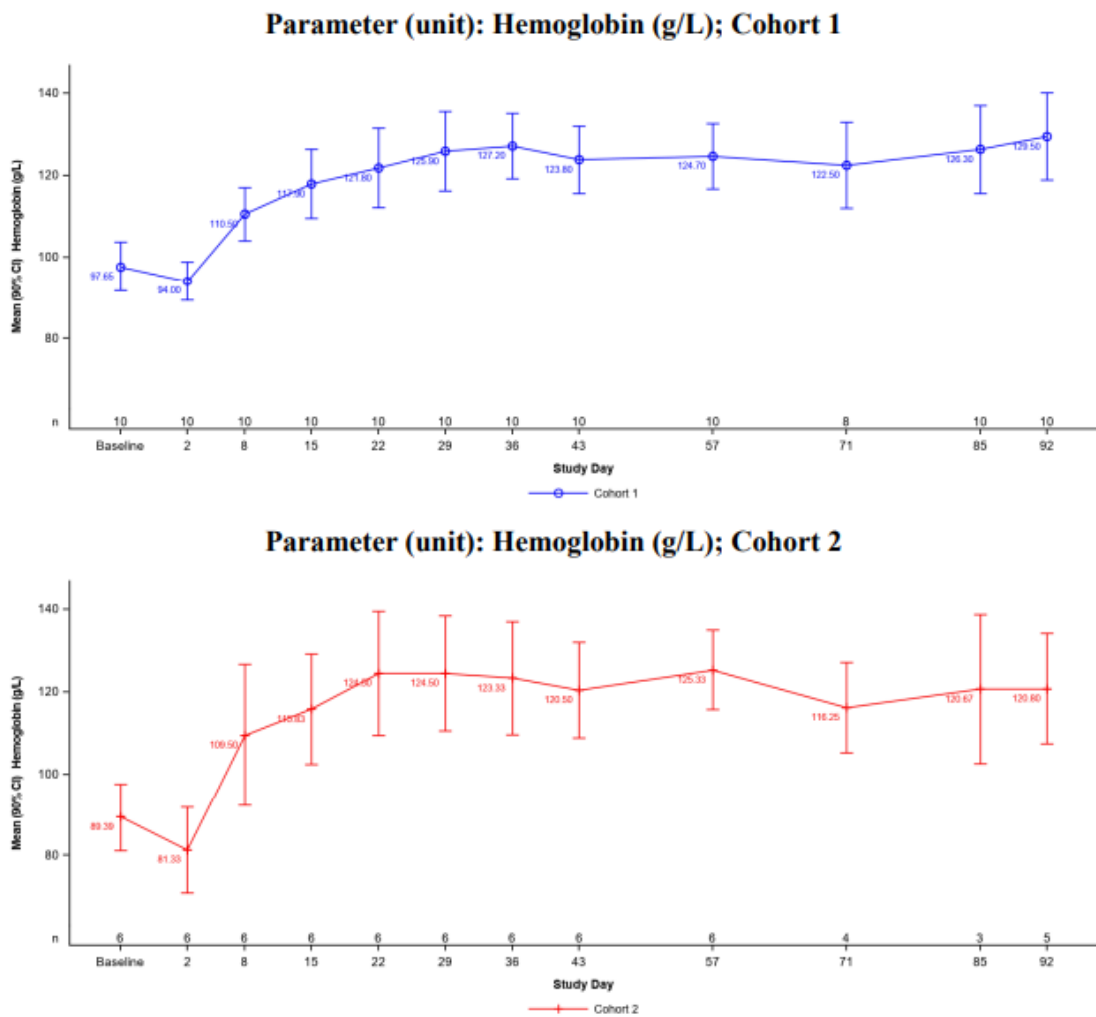 Parameter (unit): Hemoglobin (g/L); Cohort 1
Mean (90% CI) Hemoglobin (g/L)
140
120
100
80
97.65 94.00 110.50 117.90 121.80 125.90 127.20 123.80 124.70 122.50 126.30 129.50
n 10 10 10 10 10 10 10 10 10 8 10 10
Baseline 2 8 15 22 29 36 43 57 71 85 92
Study Day
Cohort 1
Parameter (unit): Hemoglobin (g/L); Cohort 2
Mean (90% CI) Hemoglobin (g/L)
140
120
100
80
89.39 81.33 109.50 115.83 124.50 124.50 123.33 120.50 125.33 116.25 120.67 120.80
n 6 6 6 6 6 6 6 6 6 4 3 5
Baseline 2 8 15 22 29 36 43 57 71 85 92
Study Day
Cohort 2